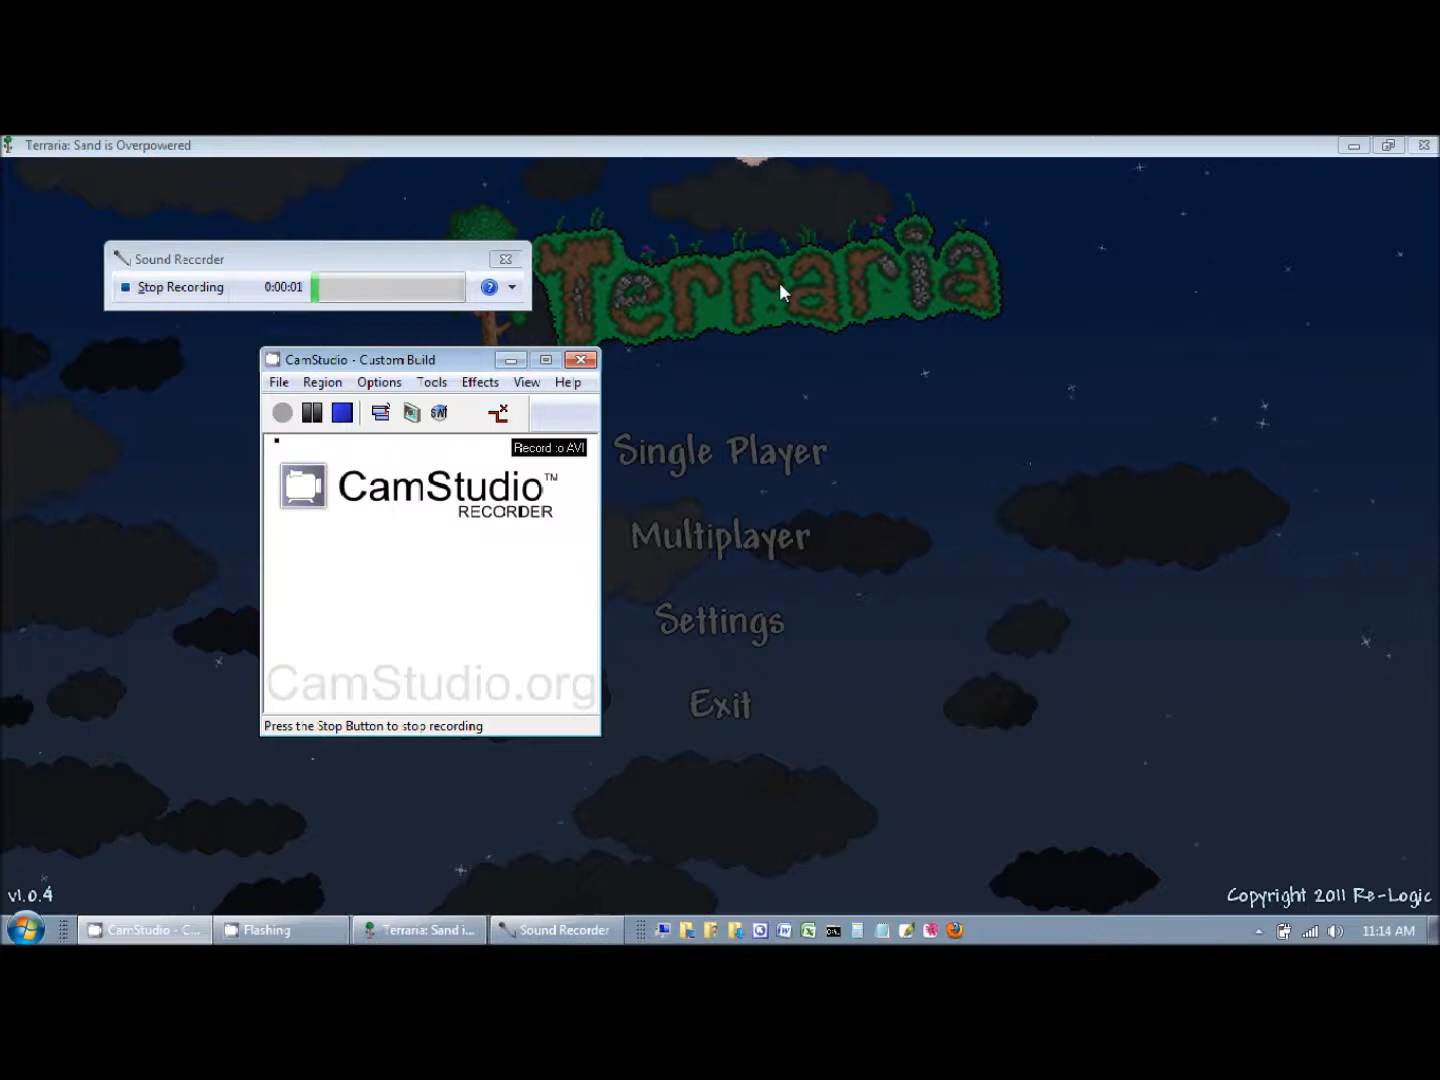 Terraria: Sand is Overpowered
Terraria
Sound Recorder
Stop Recording 0:00:01
CamStudio - Custom Build
File Region Options Tools Effects View Help
Record to AVI
CamStudio™
RECORDER
CamStudio.org
Press the Stop Button to stop recording
Single Player
Multiplayer
Settings
Exit
v1.0.4
Copyright 2011 Re-Logic
CamStudio - C... Flashing Terraria: Sand i... Sound Recorder 11:14 AM